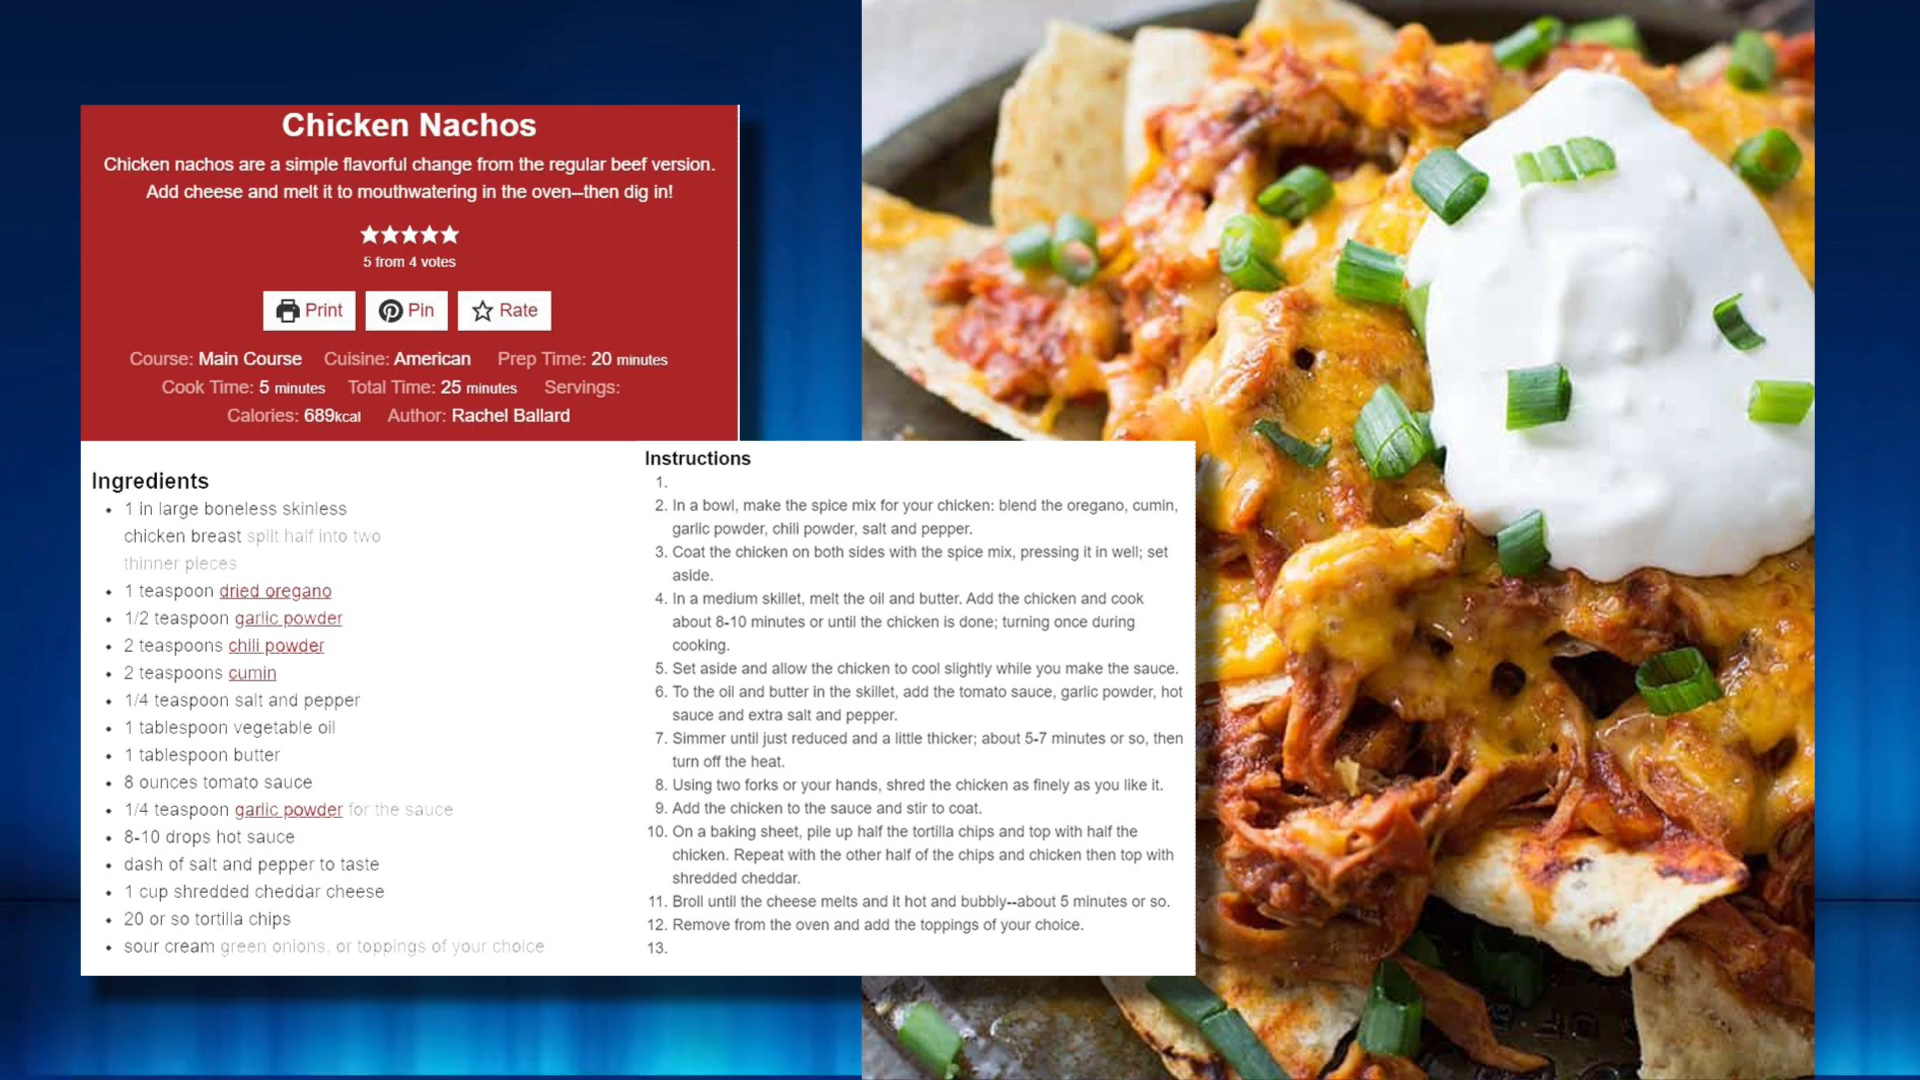 Chicken Nachos
Chicken nachos are a simple flavorful change from the regular beef version.
Add cheese and melt it to mouthwatering in the oven--then dig in!
5 from 4 votes
Print Pin Rate
Course: Main Course Cuisine: American Prep Time: 20 minutes
Cook Time: 5 minutes Total Time: 25 minutes Servings:
Calories: 689kcal Author: Rachel Ballard
Ingredients
• 1 in large boneless skinless
chicken breast split half into two
thinner pieces
• 1 teaspoon dried oregano
• 1/2 teaspoon garlic powder
• 2 teaspoons chili powder
• 2 teaspoons cumin
• 1/4 teaspoon salt and pepper
• 1 tablespoon vegetable oil
• 1 tablespoon butter
• 8 ounces tomato sauce
• 1/4 teaspoon garlic powder for the sauce
• 8-10 drops hot sauce
• dash of salt and pepper to taste
• 1 cup shredded cheddar cheese
• 20 or so tortilla chips
• sour cream green onions, or toppings of your choice
Instructions
1.
2. In a bowl, make the spice mix for your chicken: blend the oregano, cumin,
garlic powder, chili powder, salt and pepper.
3. Coat the chicken on both sides with the spice mix, pressing it in well; set
aside.
4. In a medium skillet, melt the oil and butter. Add the chicken and cook
about 8-10 minutes or until the chicken is done; turning once during
cooking.
5. Set aside and allow the chicken to cool slightly while you make the sauce.
6. To the oil and butter in the skillet, add the tomato sauce, garlic powder, hot
sauce and extra salt and pepper.
7. Simmer until just reduced and a little thicker; about 5-7 minutes or so, then
turn off the heat.
8. Using two forks or your hands, shred the chicken as finely as you like it.
9. Add the chicken to the sauce and stir to coat.
10. On a baking sheet, pile up half the tortilla chips and top with half the
chicken. Repeat with the other half of the chips and chicken then top with
shredded cheddar.
11. Broil until the cheese melts and it hot and bubbly--about 5 minutes or so.
12. Remove from the oven and add the toppings of your choice.
13.